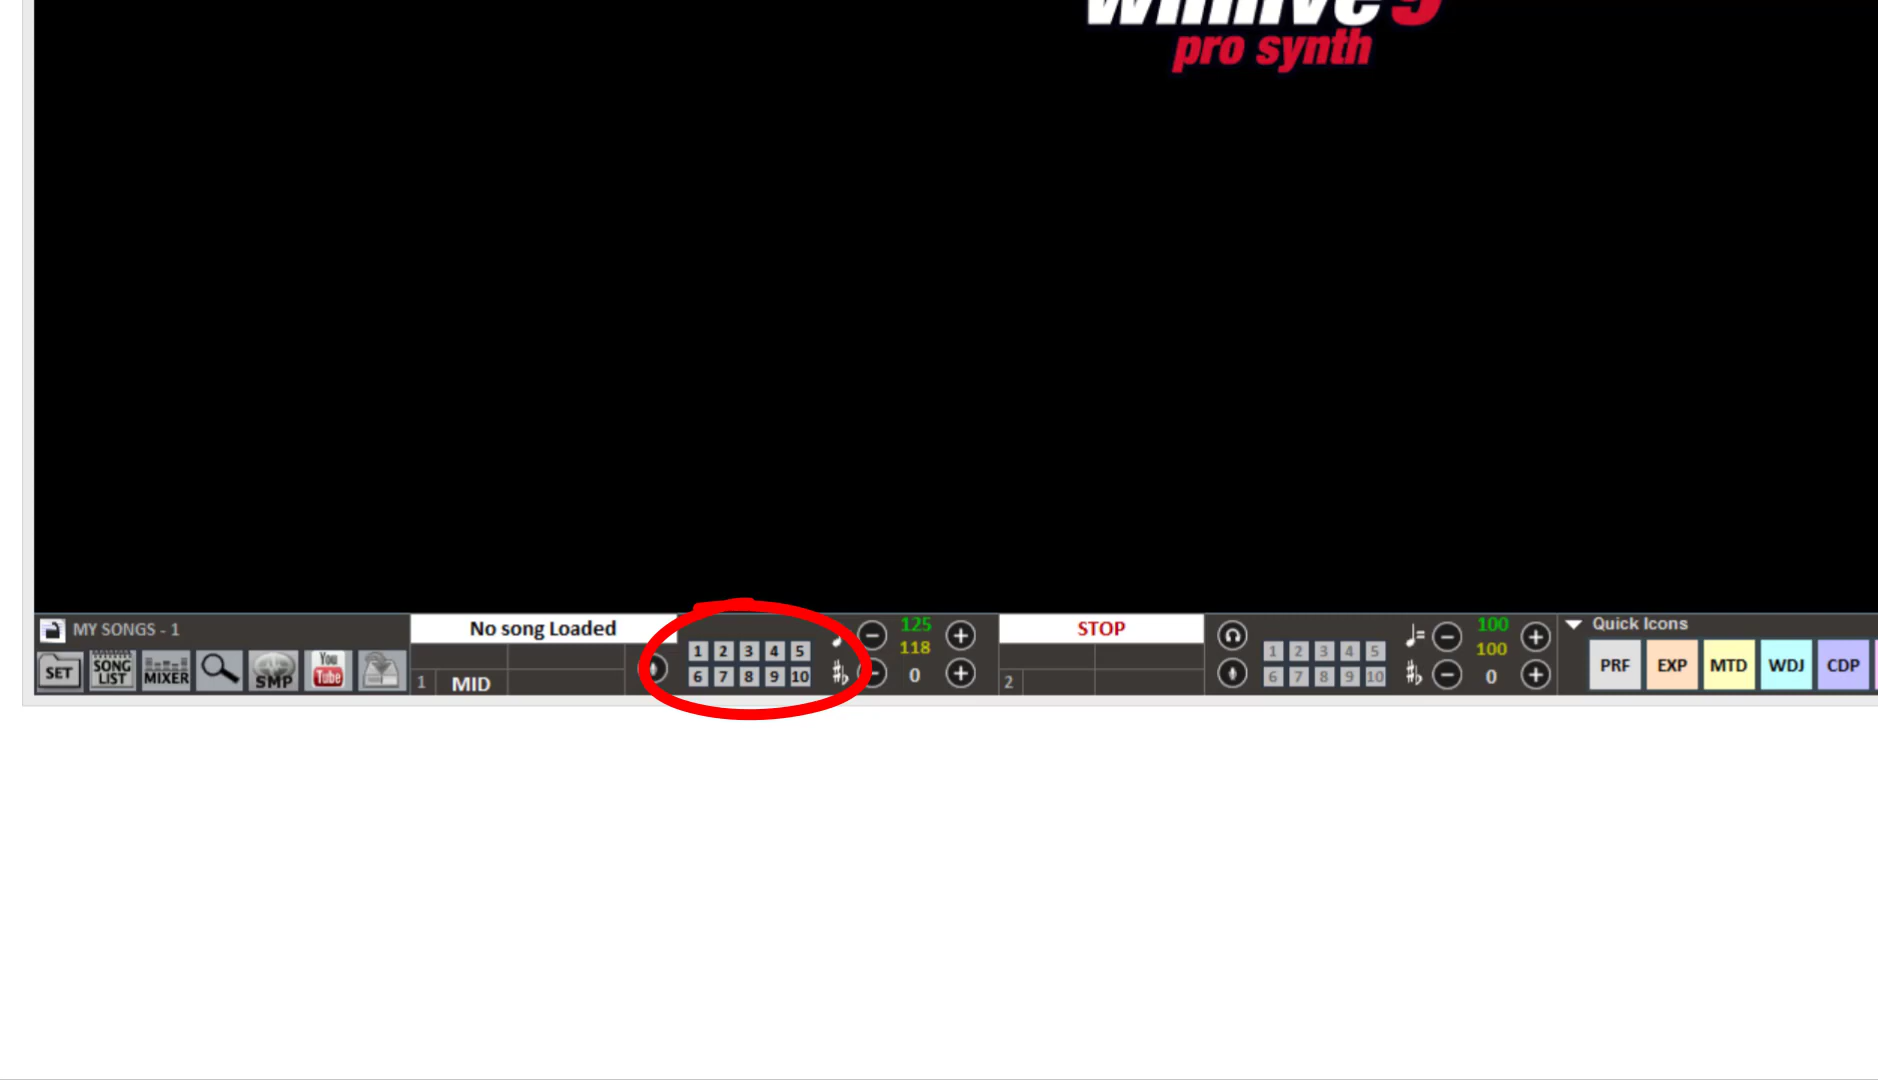 winlive 9
pro synth
MY SONGS - 1
SET
SONG LIST
MIXER
SMP
You Tube
No song Loaded
1 MID
1 2 3 4 5
6 7 8 9 10
125
118
0
STOP
2
1 2 3 4 5
6 7 8 9 10
100
100
0
Quick Icons
PRF EXP MTD WDJ CDP